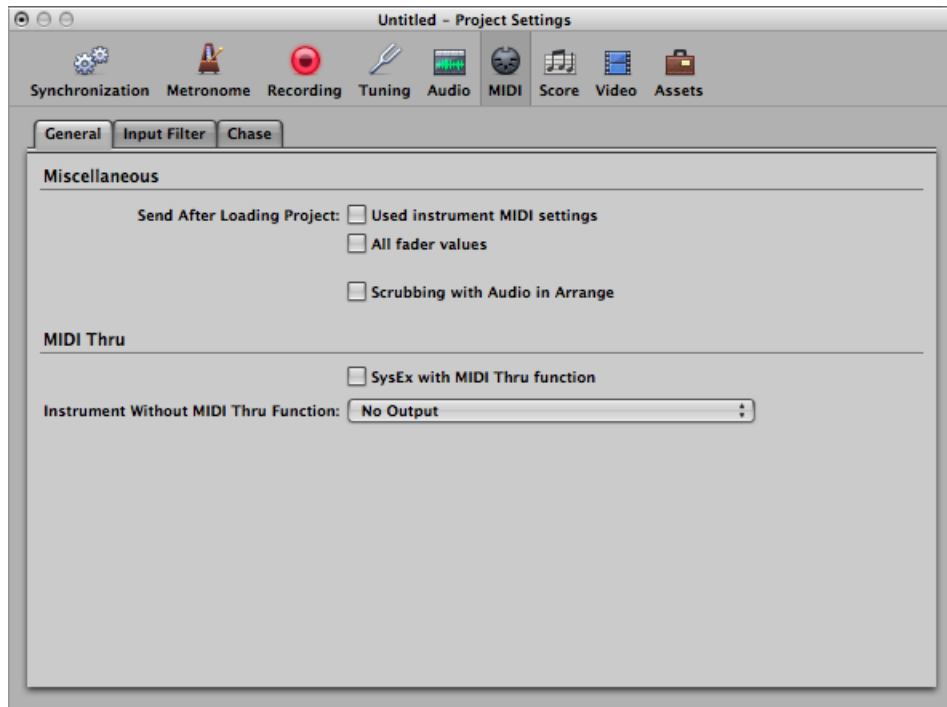 Untitled – Project Settings
Synchronization Metronome Recording Tuning Audio MIDI Score Video Assets
General Input Filter Chase
Miscellaneous
Send After Loading Project: Used instrument MIDI settings
All fader values
Scrubbing with Audio in Arrange
MIDI Thru
SysEx with MIDI Thru function
Instrument Without MIDI Thru Function: No Output